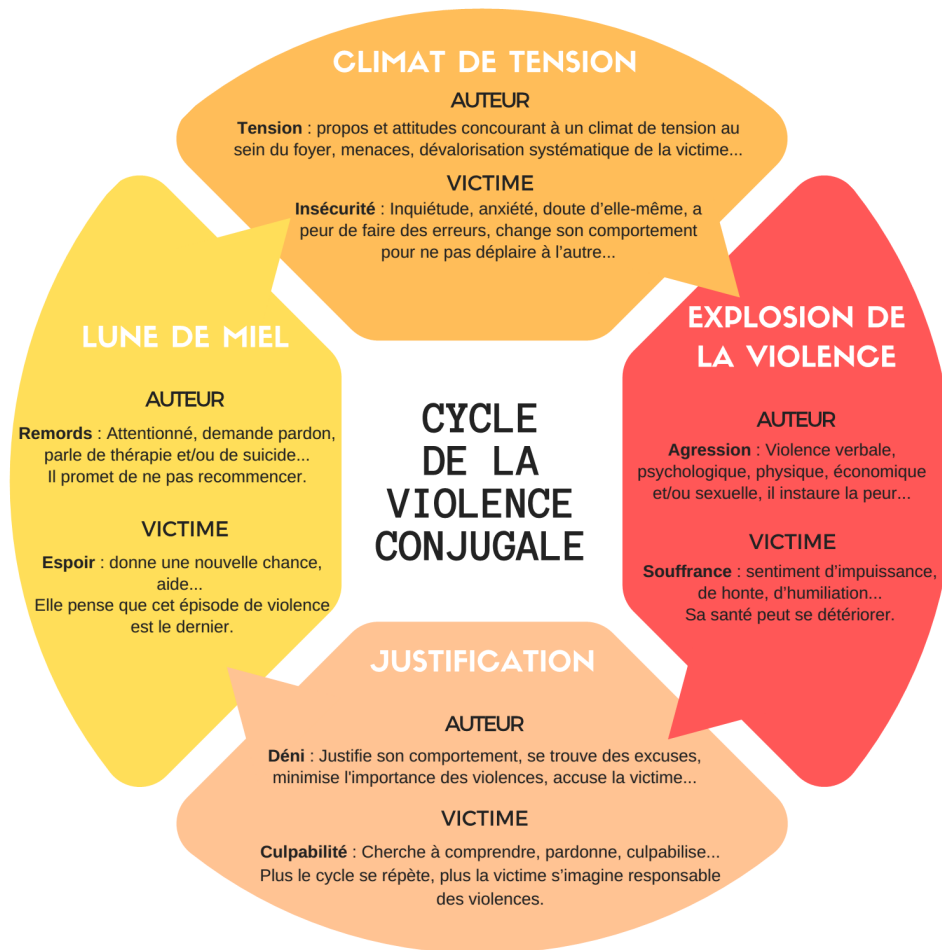 CLIMAT DE TENSION
AUTEUR
Tension : propos et attitudes concourant à un climat de tension au
sein du foyer, menaces, dévalorisation systématique de la victime...
VICTIME
Insécurité : Inquiétude, anxiété, doute d'elle-même, a
peur de faire des erreurs, change son comportement
pour ne pas déplaire à l'autre...
EXPLOSION DE
LA VIOLENCE
AUTEUR
Agression : Violence verbale,
psychologique, physique, économique
et/ou sexuelle, il instaure la peur...
VICTIME
Souffrance : sentiment d'impuissance,
de honte, d'humiliation...
Sa santé peut se détériorer.
JUSTIFICATION
AUTEUR
Déni : Justifie son comportement, se trouve des excuses,
minimise l'importance des violences, accuse la victime...
VICTIME
Culpabilité : Cherche à comprendre, pardonne, culpabilise...
Plus le cycle se répète, plus la victime s'imagine responsable
des violences.
LUNE DE MIEL
AUTEUR
Remords : Attentionné, demande pardon,
parle de thérapie et/ou de suicide...
Il promet de ne pas recommencer.
VICTIME
Espoir : donne une nouvelle chance,
aide...
Elle pense que cet épisode de violence
est le dernier.
CYCLE
DE LA
VIOLENCE
CONJUGALE